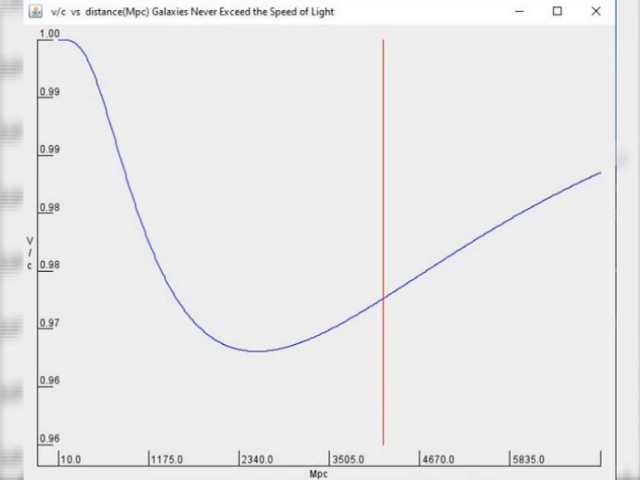 v/c vs distance(Mpc) Galaxies Never Exceed the Speed of Light
1.00
0.99
0.99
0.98
V
/
c
0.98
0.97
0.96
0.96
10.0 1175.0 2340.0 3505.0 4670.0 5835.0
Mpc